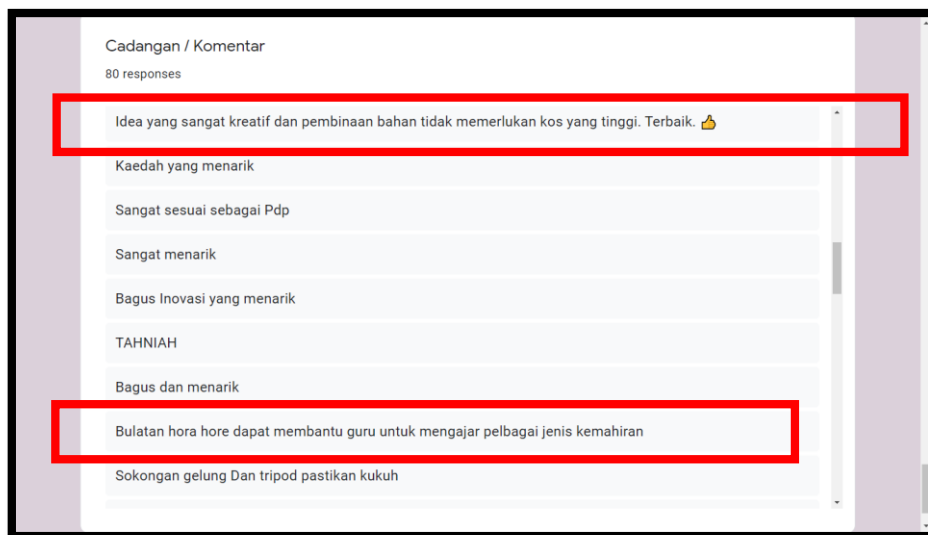 Cadangan / Komentar
80 responses
Idea yang sangat kreatif dan pembinaan bahan tidak memerlukan kos yang tinggi. Terbaik. 👍
Kaedah yang menarik
Sangat sesuai sebagai Pdp
Sangat menarik
Bagus Inovasi yang menarik
TAHNIAH
Bagus dan menarik
Bulatan hora hore dapat membantu guru untuk mengajar pelbagai jenis kemahiran
Sokongan gelung Dan tripod pastikan kukuh